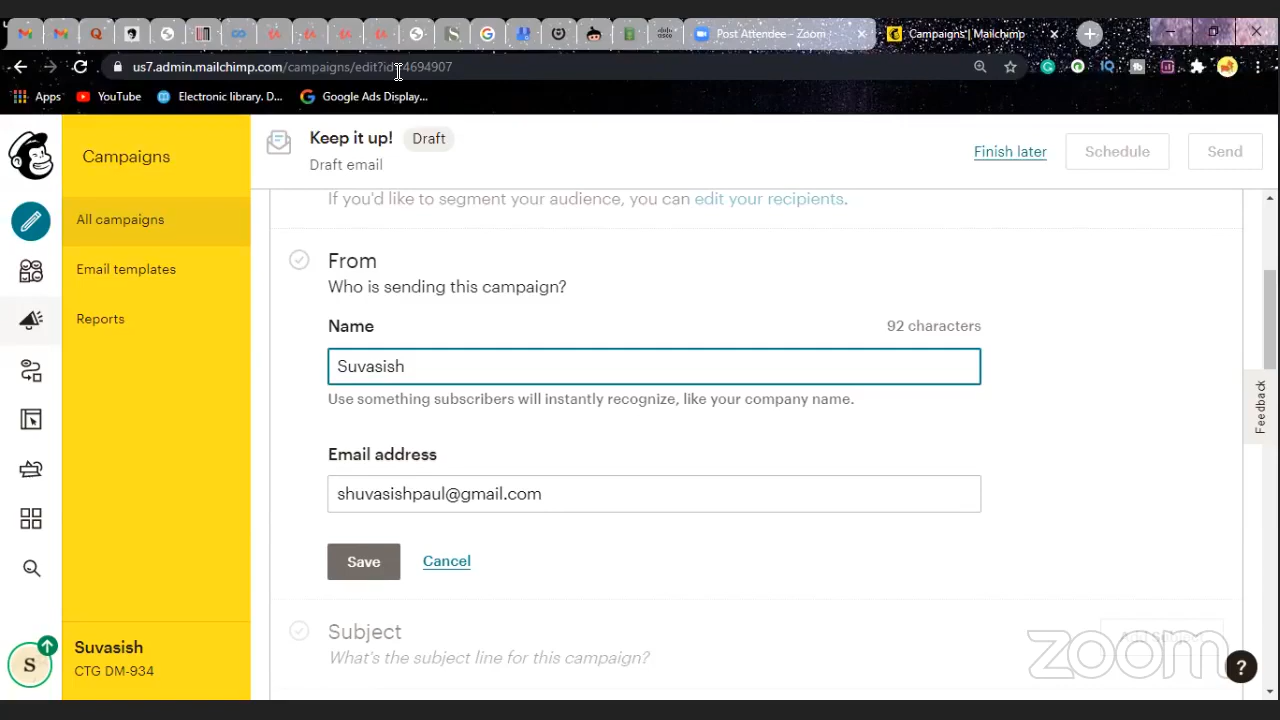 Post Attendee - Zoom
Campaigns | Mailchimp
us7.admin.mailchimp.com/campaigns/edit?id=4694907
Apps
YouTube
Electronic library. D...
Google Ads Display...
Campaigns
Keep it up!
Draft
Draft email
Finish later
Schedule
Send
All campaigns
Email templates
Reports
If you'd like to segment your audience, you can edit your recipients.
From
Who is sending this campaign?
Name
92 characters
Suvasish
Use something subscribers will instantly recognize, like your company name.
Email address
shuvasishpaul@gmail.com
Save
Cancel
Feedback
Subject
What's the subject line for this campaign?
S
Suvasish
CTG DM-934
zoom
?